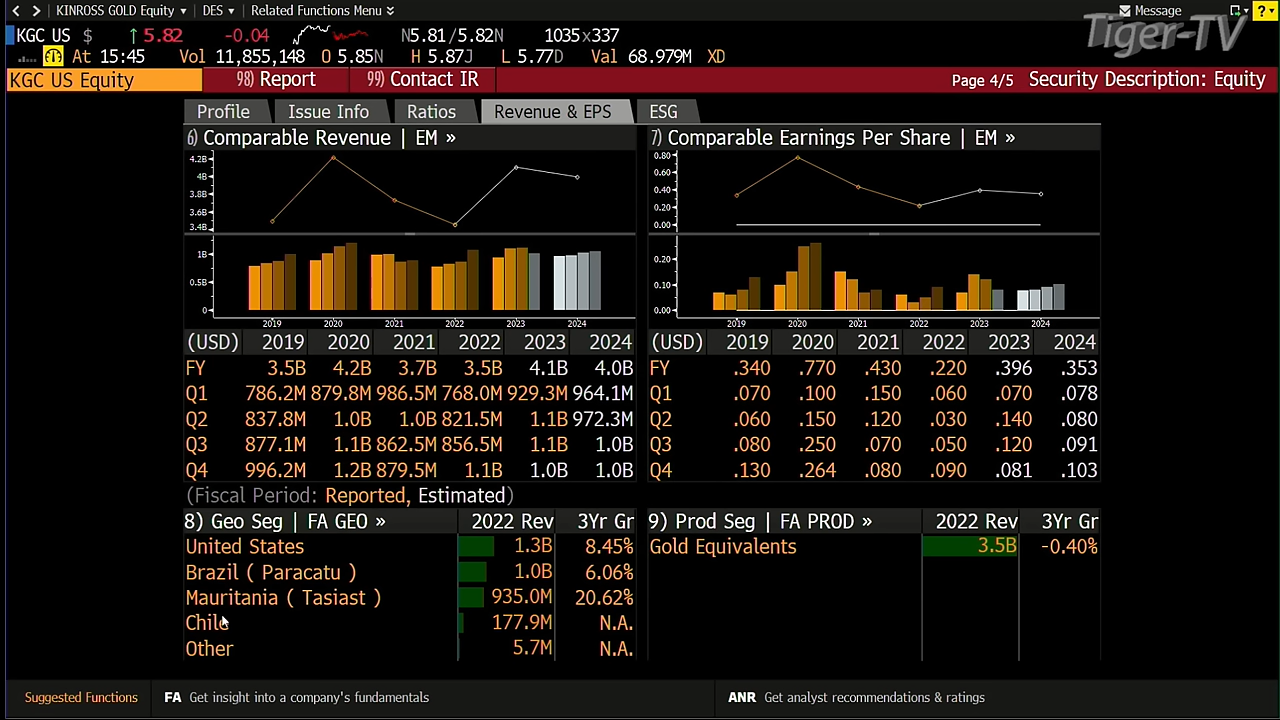 KINROSS GOLD Equity DES Related Functions Menu Message ?
Tiger-TV
KGC US $ ↑ 5.82 -0.04 N5.81/5.82N 1035x337
At 15:45 Vol 11,855,148 O 5.85N H 5.87J L 5.77D Val 68.979M XD
KGC US Equity 98) Report 99) Contact IR Page 4/5 Security Description: Equity
Profile Issue Info Ratios Revenue & EPS ESG
6) Comparable Revenue | EM » 7) Comparable Earnings Per Share | EM »
4.2B
4B
3.8B
3.6B
3.4B
1B
0.5B
0
2019 2020 2021 2022 2023 2024
0.80
0.60
0.40
0.20
0.00
0.20
0.10
0.00
2019 2020 2021 2022 2023 2024
(USD) 2019 2020 2021 2022 2023 2024
FY 3.5B 4.2B 3.7B 3.5B 4.1B 4.0B
Q1 786.2M 879.8M 986.5M 768.0M 929.3M 964.1M
Q2 837.8M 1.0B 1.0B 821.5M 1.1B 972.3M
Q3 877.1M 1.1B 862.5M 856.5M 1.1B 1.0B
Q4 996.2M 1.2B 879.5M 1.1B 1.0B 1.0B
(USD) 2019 2020 2021 2022 2023 2024
FY .340 .770 .430 .220 .396 .353
Q1 .070 .100 .150 .060 .070 .078
Q2 .060 .150 .120 .030 .140 .080
Q3 .080 .250 .070 .050 .120 .091
Q4 .130 .264 .080 .090 .081 .103
(Fiscal Period: Reported, Estimated)
8) Geo Seg | FA GEO » 2022 Rev 3Yr Gr
United States 1.3B 8.45%
Brazil ( Paracatu ) 1.0B 6.06%
Mauritania ( Tasiast ) 935.0M 20.62%
Chile 177.9M N.A.
Other 5.7M N.A.
9) Prod Seg | FA PROD » 2022 Rev 3Yr Gr
Gold Equivalents 3.5B -0.40%
Suggested Functions FA Get insight into a company's fundamentals ANR Get analyst recommendations & ratings